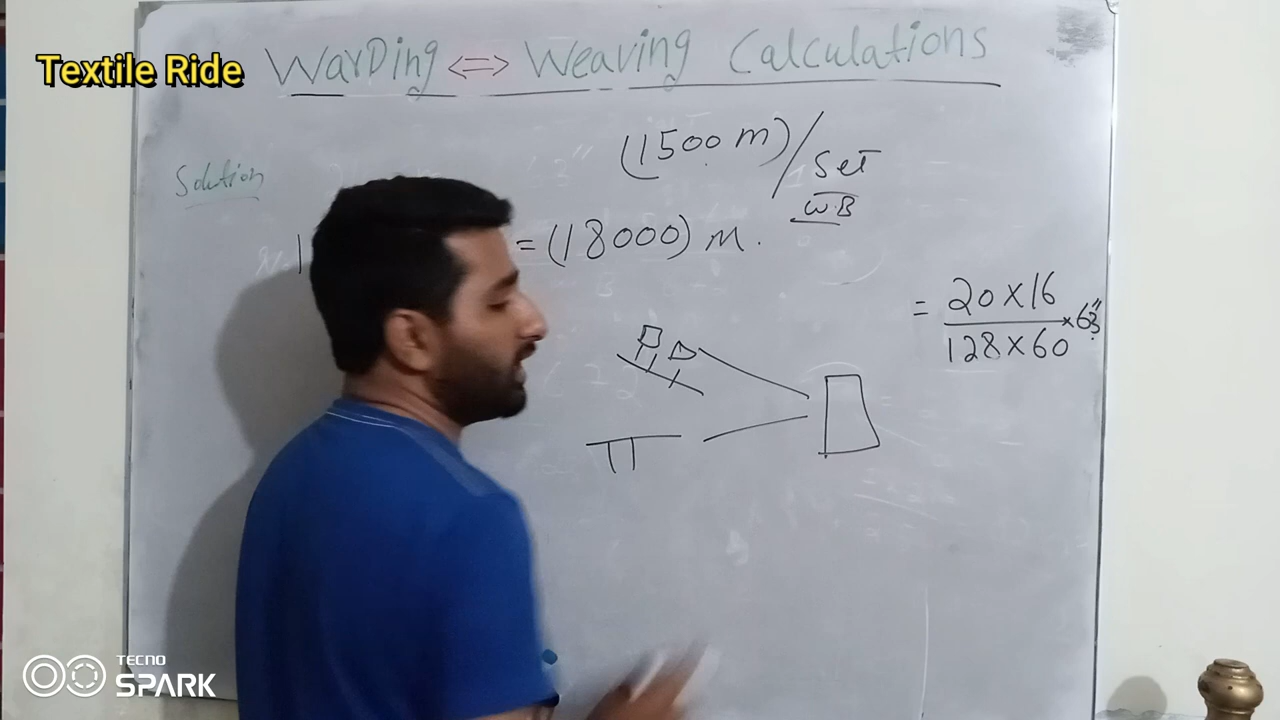 Textile Ride
WarPing <=> Weaving Calculations
Solution
(1500 m)/Set
W.B
= (18000) m.
= 20 x 16
128 x 60 x 63"
TECNO
SPARK